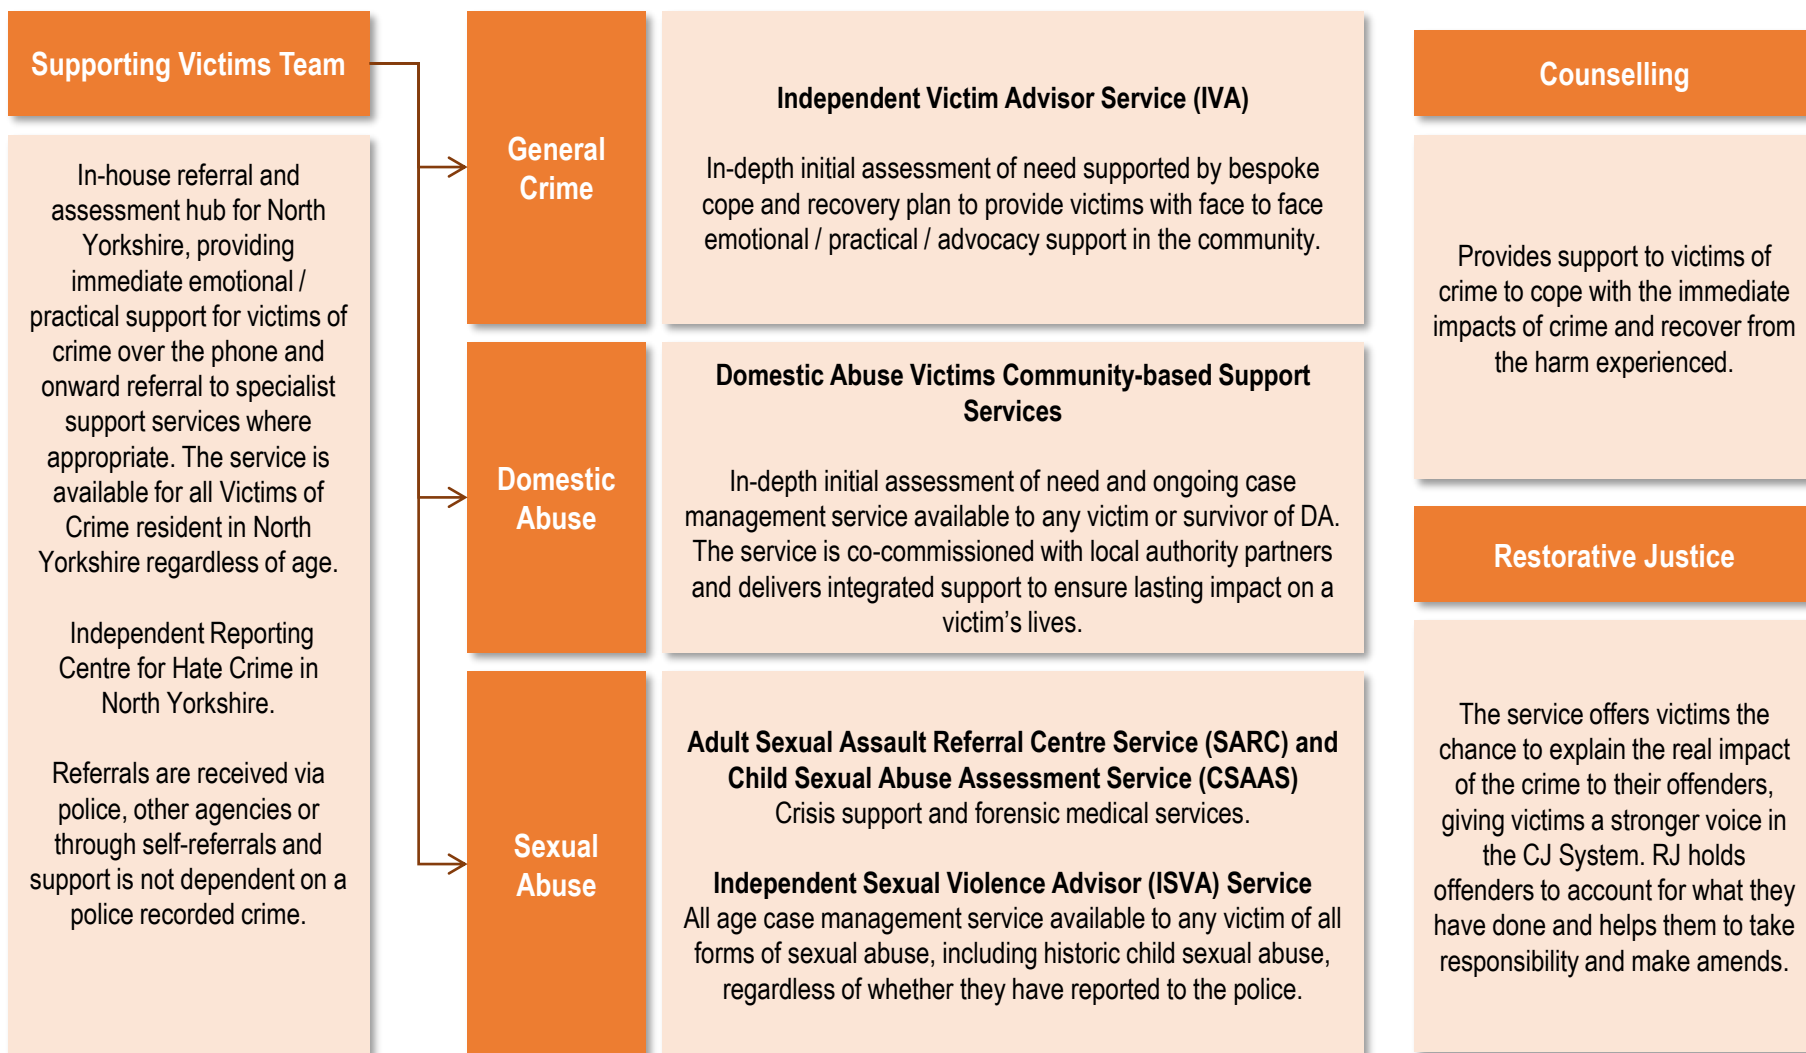 Supporting Victims Team
In-house referral and
assessment hub for North
Yorkshire, providing
immediate emotional /
practical support for victims of
crime over the phone and
onward referral to specialist
support services where
appropriate. The service is
available for all Victims of
Crime resident in North
Yorkshire regardless of age.
Independent Reporting
Centre for Hate Crime in
North Yorkshire.
Referrals are received via
police, other agencies or
through self-referrals and
support is not dependent on a
police recorded crime.
General
Crime
Independent Victim Advisor Service (IVA)
In-depth initial assessment of need supported by bespoke
cope and recovery plan to provide victims with face to face
emotional / practical / advocacy support in the community.
Domestic
Abuse
Domestic Abuse Victims Community-based Support
Services
In-depth initial assessment of need and ongoing case
management service available to any victim or survivor of DA.
The service is co-commissioned with local authority partners
and delivers integrated support to ensure lasting impact on a
victim’s lives.
Sexual
Abuse
Adult Sexual Assault Referral Centre Service (SARC) and
Child Sexual Abuse Assessment Service (CSAAS)
Crisis support and forensic medical services.
Independent Sexual Violence Advisor (ISVA) Service
All age case management service available to any victim of all
forms of sexual abuse, including historic child sexual abuse,
regardless of whether they have reported to the police.
Counselling
Provides support to victims of
crime to cope with the immediate
impacts of crime and recover from
the harm experienced.
Restorative Justice
The service offers victims the
chance to explain the real impact
of the crime to their offenders,
giving victims a stronger voice in
the CJ System. RJ holds
offenders to account for what they
have done and helps them to take
responsibility and make amends.